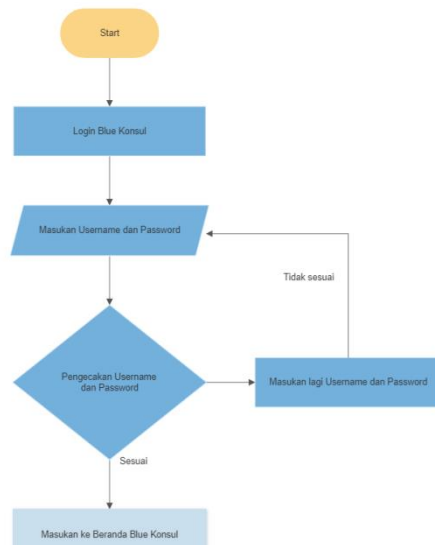 Start
Login Blue Konsul
Masukan Username dan Password
Tidak sesuai
Pengecakan Username
dan Password
Masukan lagi Username dan Password
Sesuai
Masukan ke Beranda Blue Konsul